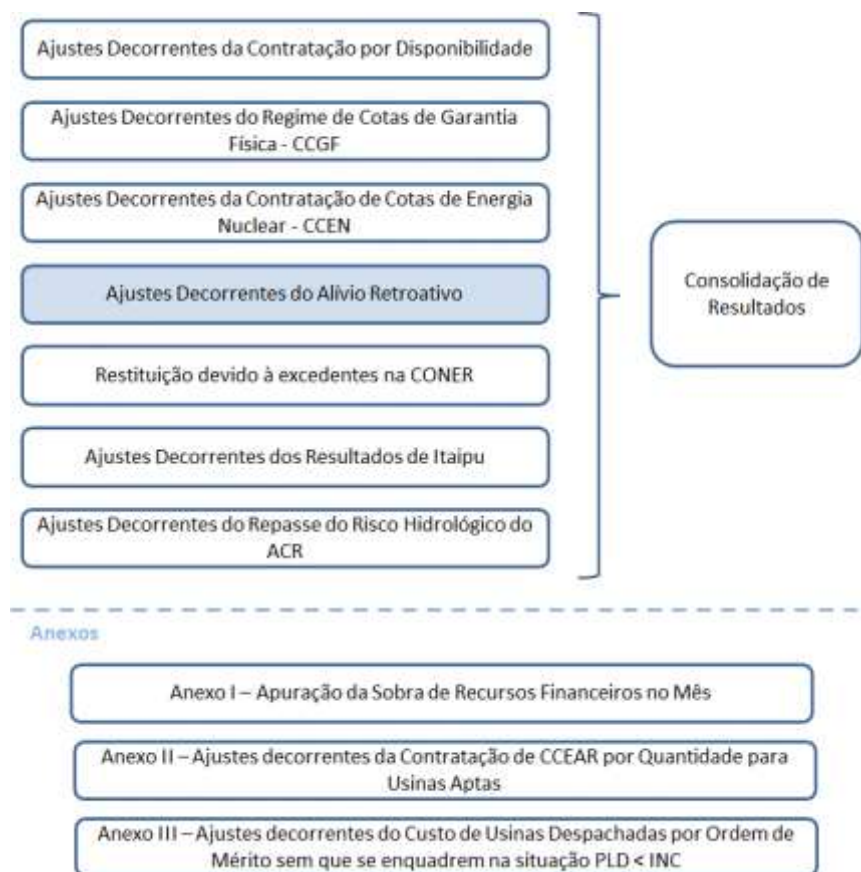 Ajustes Decorrentes da Contratação por Disponibilidade
Ajustes Decorrentes do Regime de Cotas de Garantia
Física - CCGF
Ajustes Decorrentes da Contratação de Cotas de Energia
Nuclear - CCEN
Ajustes Decorrentes do Alívio Retroativo
Restituição devido à excedentes na CONER
Ajustes Decorrentes dos Resultados de Itaipu
Ajustes Decorrentes do Repasse do Risco Hidrológico do
ACR
Consolidação de
Resultados
Anexos
Anexo I – Apuração da Sobra de Recursos Financeiros no Mês
Anexo II – Ajustes decorrentes da Contratação de CCEAR por Quantidade para
Usinas Aptas
Anexo III – Ajustes decorrentes do Custo de Usinas Despachadas por Ordem de
Mérito sem que se enquadrem na situação PLD < INC